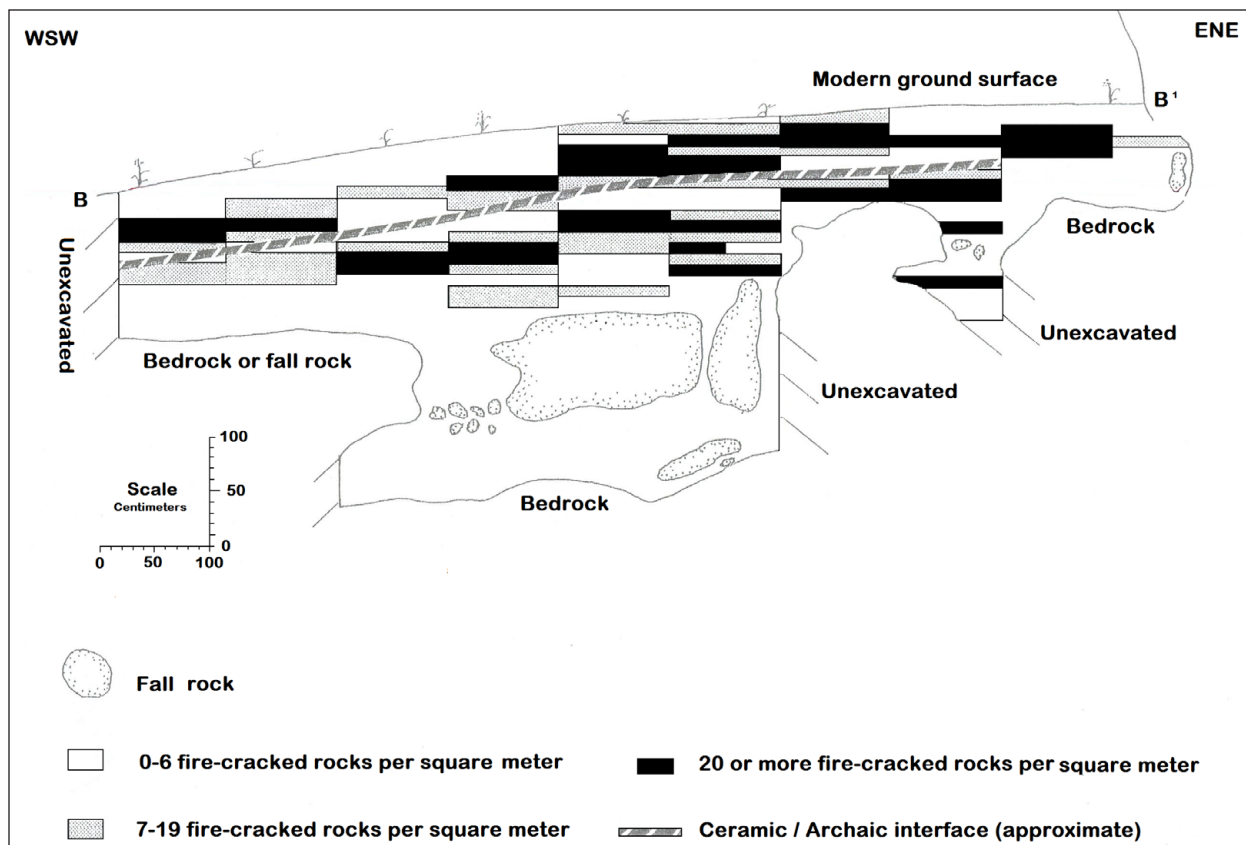 WSW
ENE
Modern ground surface
B¹
B
Unexcavated
Bedrock
Unexcavated
Bedrock or fall rock
Unexcavated
Bedrock
Scale
Centimeters
100
50
0
0 50 100
Fall rock
0-6 fire-cracked rocks per square meter
20 or more fire-cracked rocks per square meter
7-19 fire-cracked rocks per square meter
Ceramic / Archaic interface (approximate)